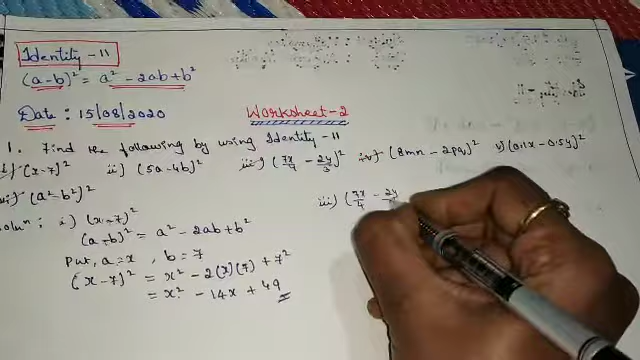 Identity-II
(a-b)² = a² - 2ab + b²
Date : 15/08/2020 Worksheet-2
1. Find the following by using Identity-II
i) (x-7)² ii) (5a-4b)² iii) (7x/4 - 2y/3)² iv) (8mn - 2pq)² v) (0.1x - 0.5y)²
vi) (a²-b²)²
Soluⁿ: i) (x-7)² iii) (7x/4 - 2y
(a-b)² = a² - 2ab + b²
Put, a=x , b=7
(x-7)² = x² - 2(x)(7) + 7²
= x² - 14x + 49